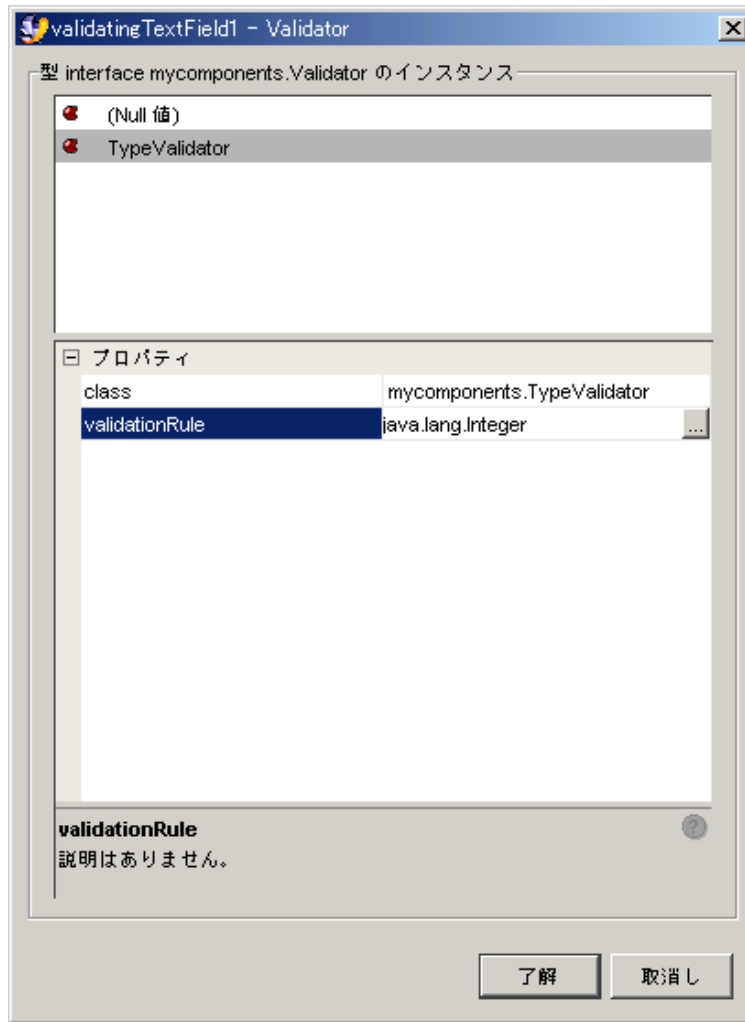 validatingTextField1 - Validator
型 interface mycomponents.Validator のインスタンス
(Null 値)
TypeValidator
プロパティ
class mycomponents.TypeValidator
validationRule java.lang.Integer ...
validationRule ?
説明はありません。
了解 取消し